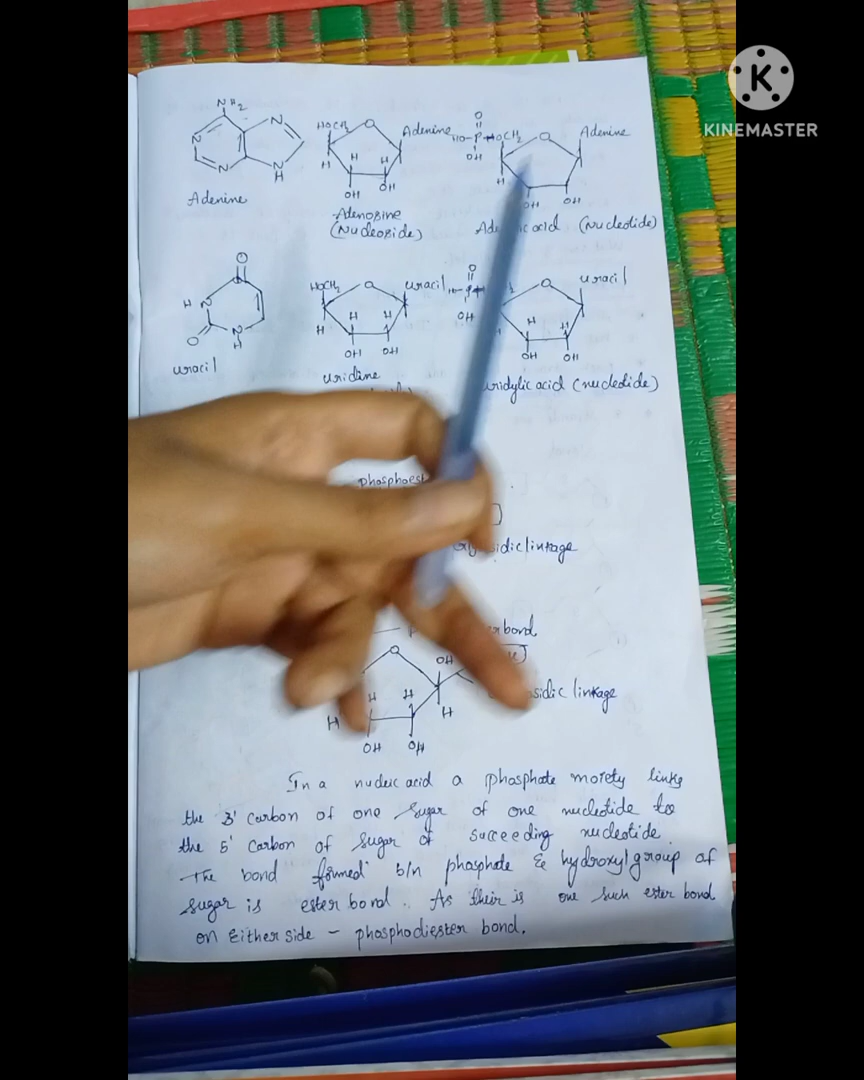 KINEMASTER
NH2
N
N
N
N
H
Adenine
HOCH2
O
Adenine
H
H
H
OH
OH
Adenosine
(Nucleoside)
O
HO-P-OCH2
OH
O
Adenine
H
OH
OH
acid (Nucleotide)
O
H
N
O
N
H
uracil
HOCH2
O
uracil
H
H
H
OH
OH
uridine
O
OH
O
uracil
H
H
OH
OH
uridylic acid (nucleotide)
linkage
bond
O
OH
linkage
H
H
H
H
OH
OH
In a nucleic acid a phosphate moiety links
the 3' carbon of one sugar of one nucleotide to
the 5' carbon of sugar of succeeding nucleotide.
The bond formed b/n phosphate & hydroxyl group of
sugar is ester bond. As their is one such ester bond
on Either side - phosphodiester bond.